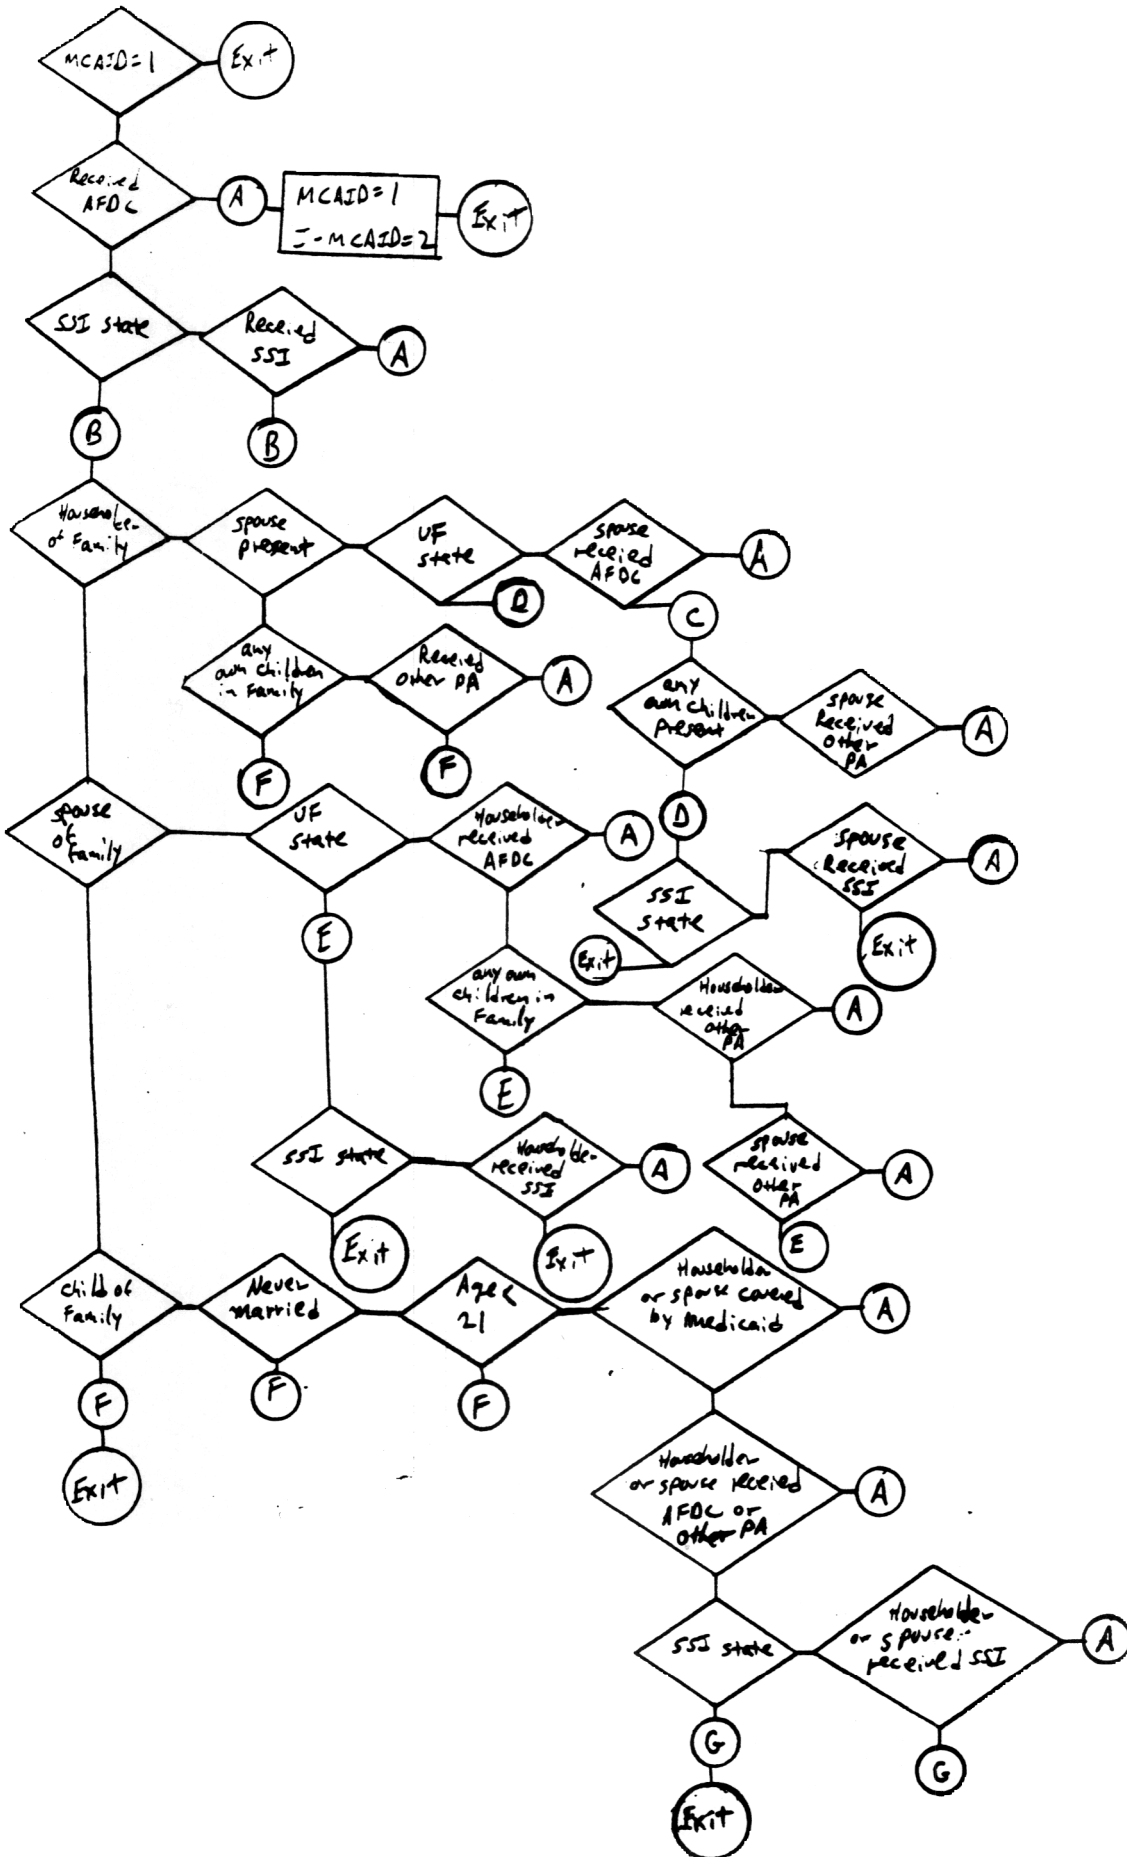 MCAID=1
Exit
Received
AFDC
A
MCAID=1
I-MCAID=2
Exit
SSI state
Receied
SSI
A
B
B
Householder
of Family
spouse
present
UF
state
spouse
receied
AFDC
A
D
C
any
own children
in Family
Receied
other PA
A
any
own children
present
spouse
Received
other
PA
A
F
F
D
spouse
of
Family
UF
state
Householder
received
AFDC
A
spouse
Received
SSI
A
SSI
state
E
Exit
Exit
any own
children in
Family
Householder
received
other
PA
A
E
SSI state
Householder
received
SSI
A
spouse
received
other
PA
A
Exit
Exit
E
child of
Family
Never
married
Age<
21
Householder
or spouse covered
by medicaid
A
F
F
F
Exit
Householder
or spouse receied
AFDC or
other PA
A
SSI state
Householder
or spouse
received SSI
A
G
G
Exit